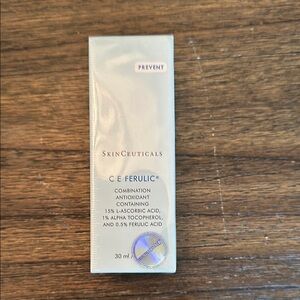 PREVENT
SKINCEUTICALS
C E FERULIC®
COMBINATION
ANTIOXIDANT
CONTAINING
15% L-ASCORBIC ACID,
1% ALPHA TOCOPHEROL,
AND 0.5% FERULIC ACID
30 ml /